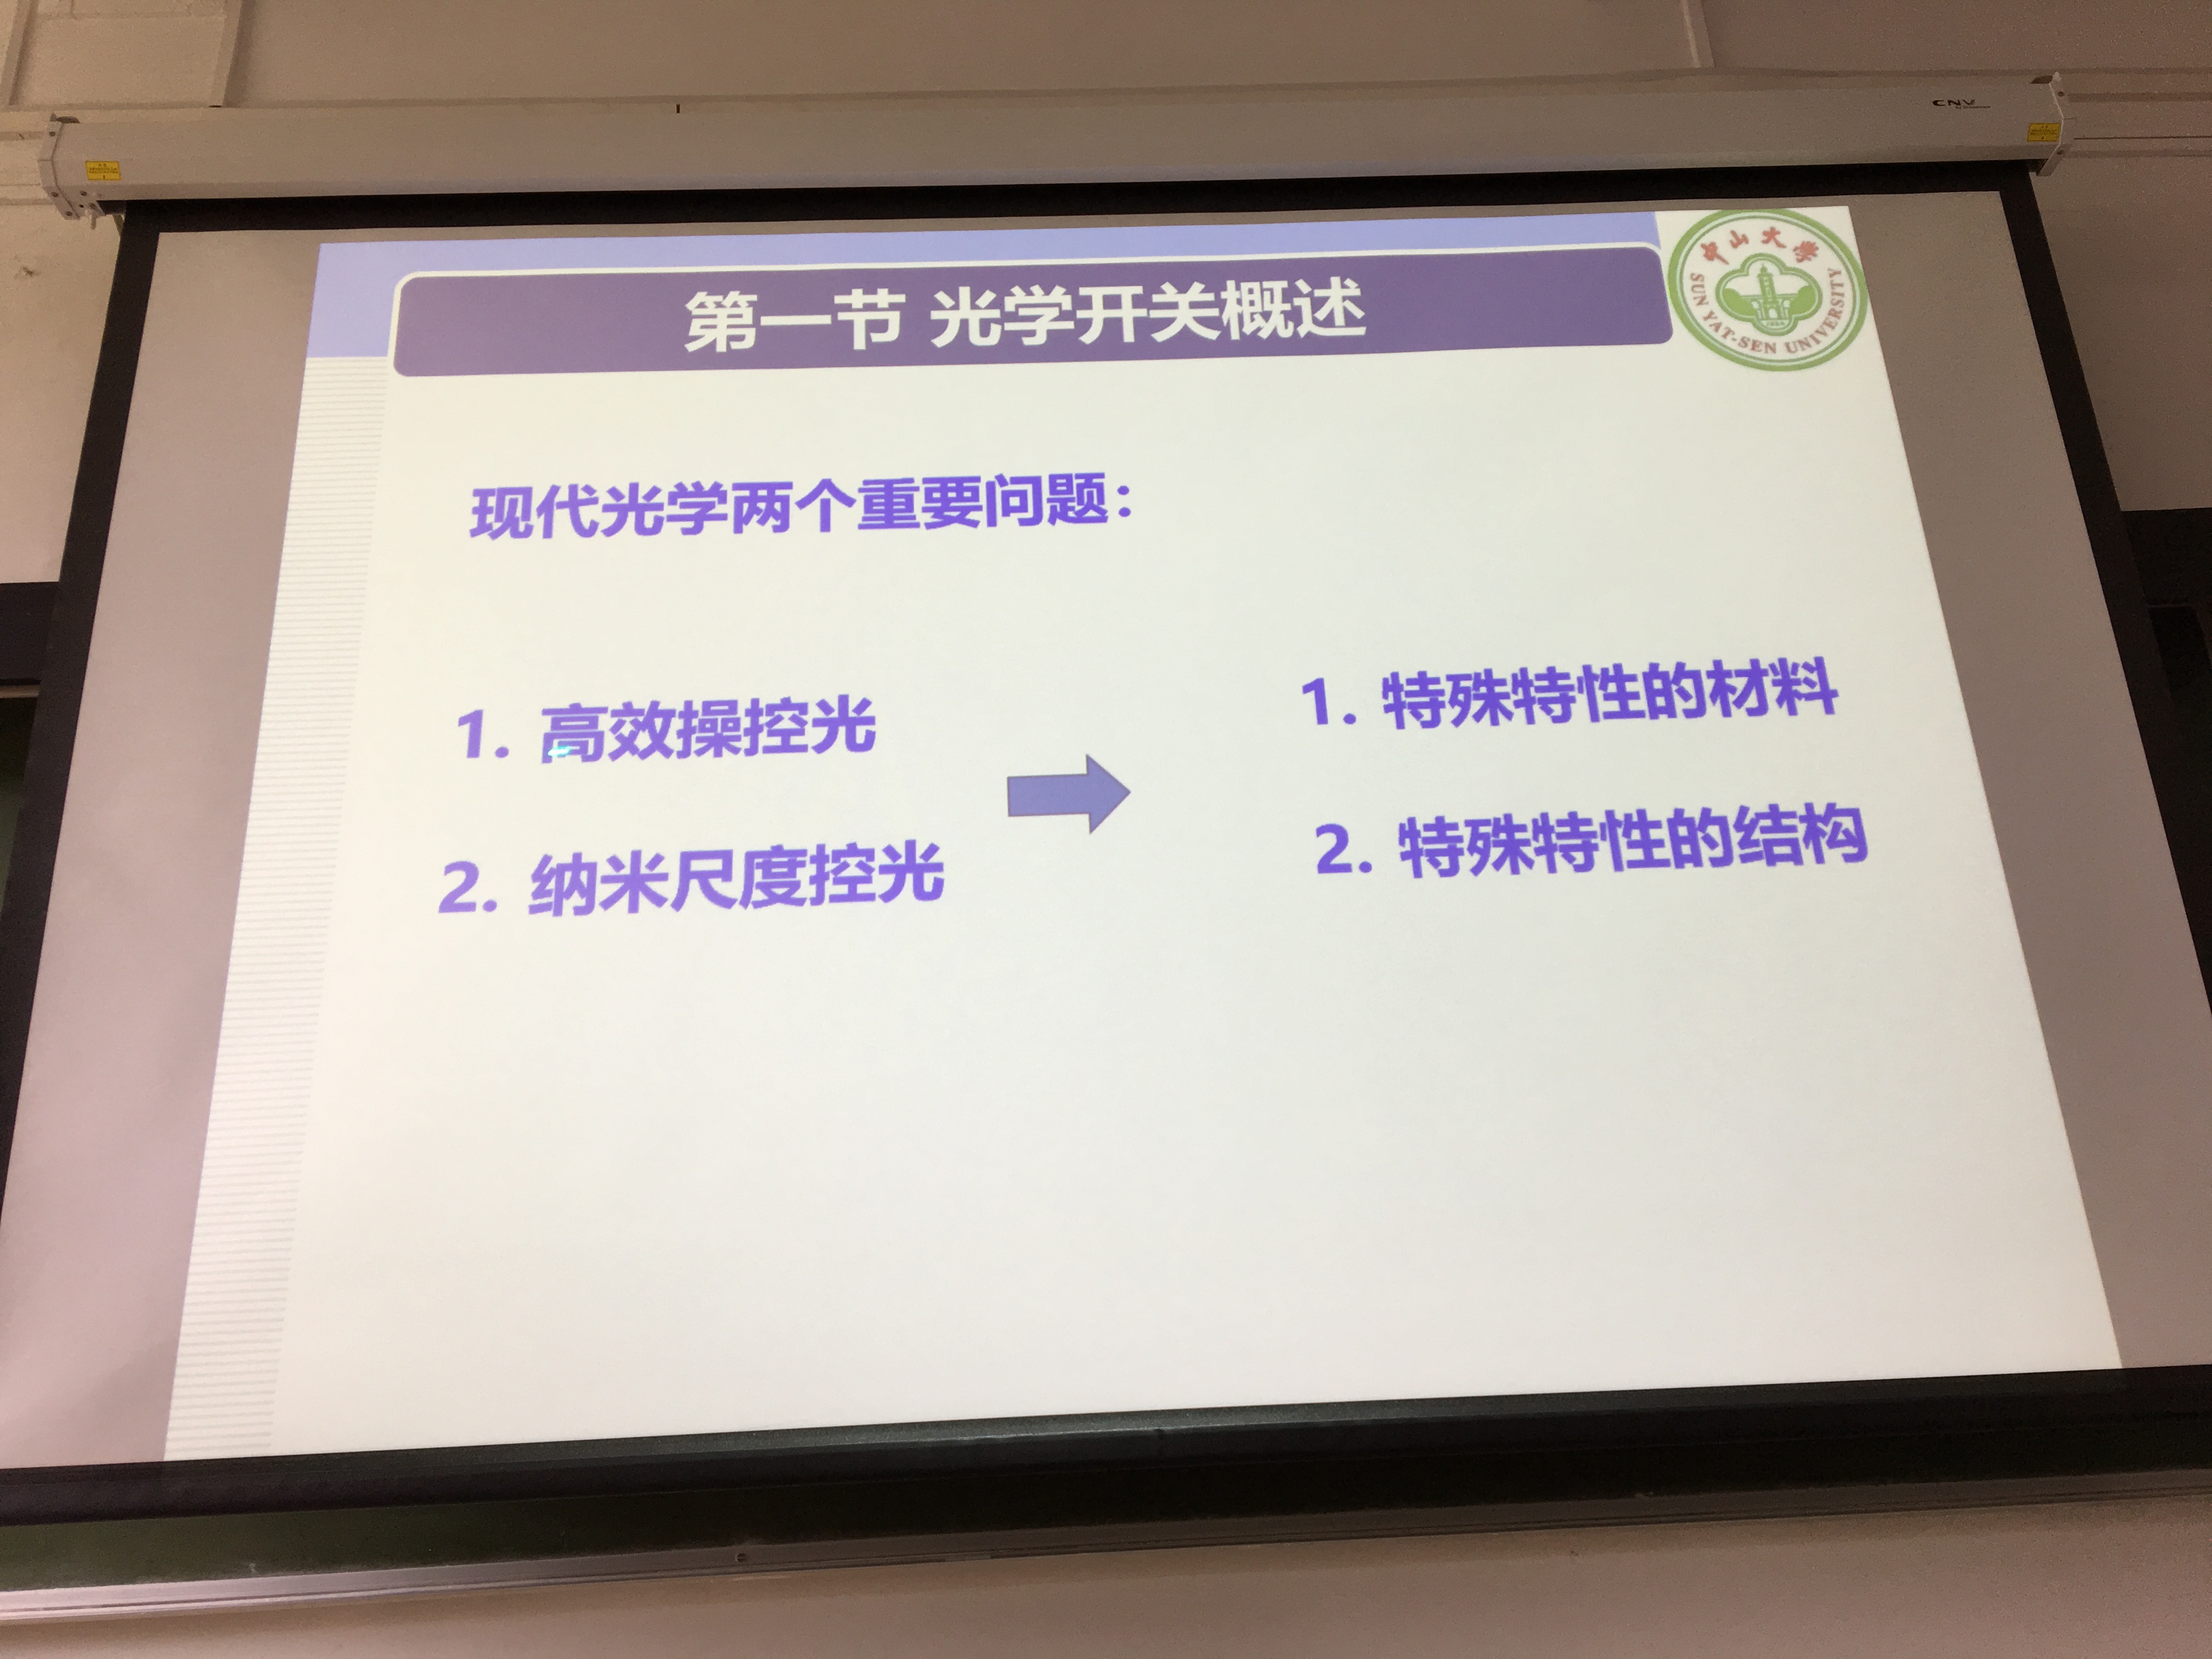 CNV
中山大学
SUN YAT-SEN UNIVERSITY
第一节 光学开关概述
现代光学两个重要问题：
1. 高效操控光
2. 纳米尺度控光
1. 特殊特性的材料
2. 特殊特性的结构